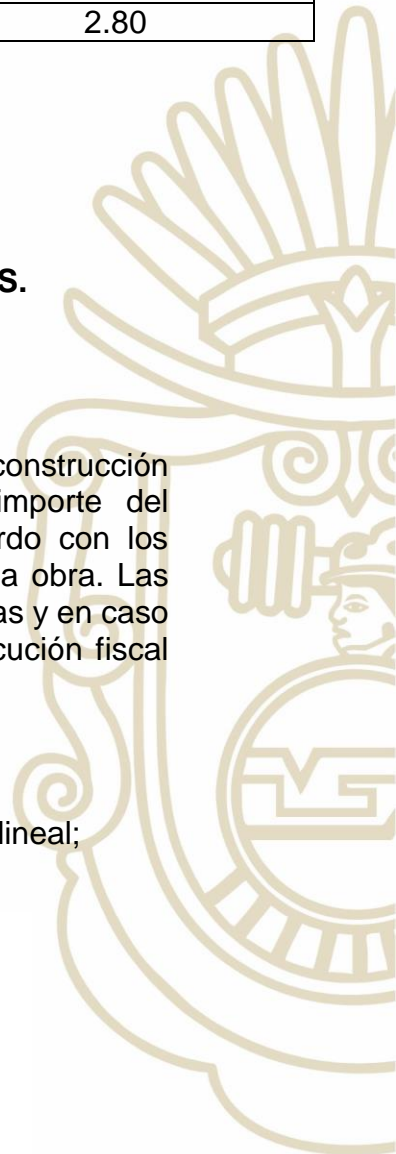 2.80
S.
construcción
importe del
rdo con los
a obra. Las
as y en caso
cución fiscal
lineal;